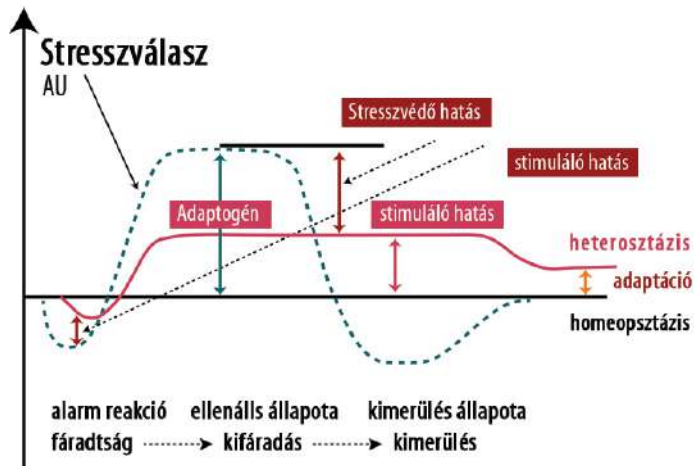 Stresszválasz
AU
Stresszvédő hatás
stimuláló hatás
Adaptogén
stimuláló hatás
heterosztázis
adaptáció
homeopsztázis
alarm reakció ellenálls állapota kimerülés állapota
fáradtság kifáradás kimerülés